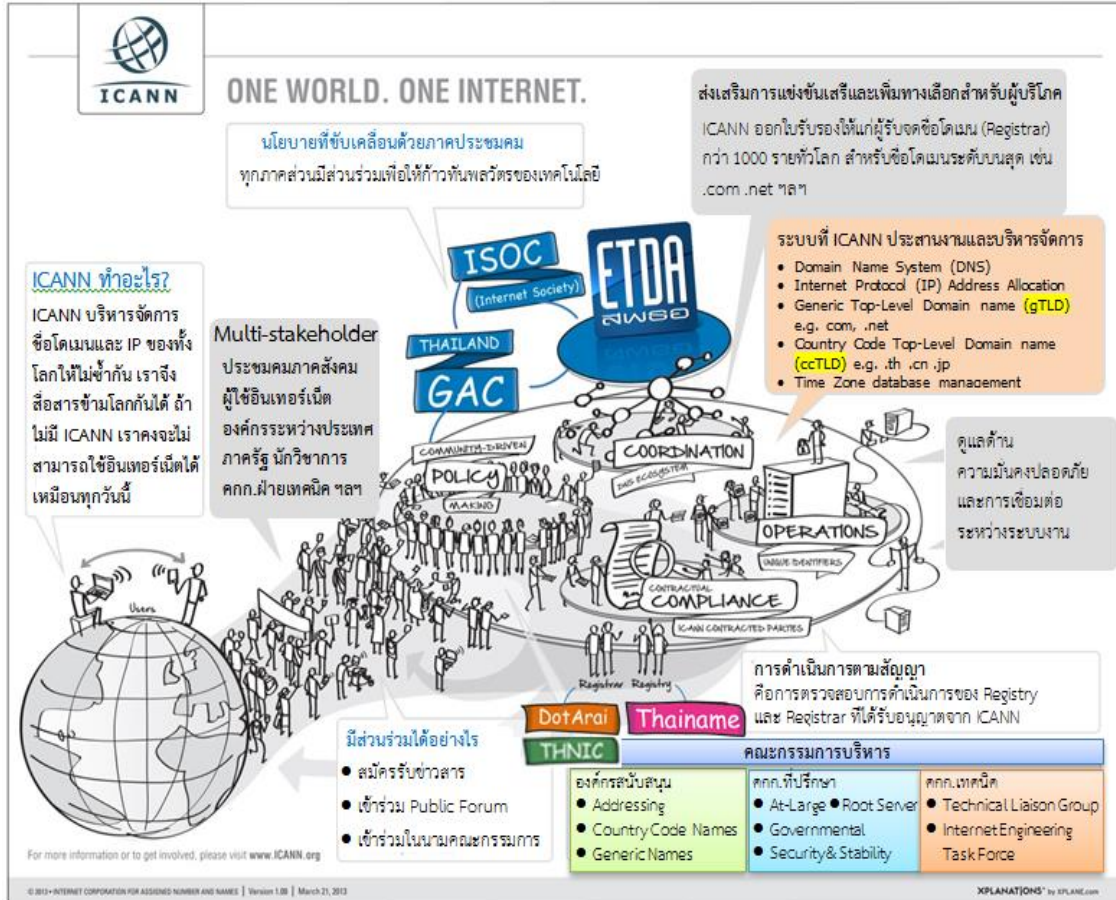 ICANN
ONE WORLD. ONE INTERNET.
นโยบายที่ขับเคลื่อนด้วยภาคประชมคม
ทุกภาคส่วนมีส่วนร่วมเพื่อให้ก้าวทันพลวัตรของเทคโนโลยี
ส่งเสริมการแข่งขันเสรีและเพิ่มทางเลือกสำหรับผู้บริโภค
ICANN ออกใบรับรองให้แก่ผู้รับจดชื่อโดเมน (Registrar)
กว่า 1000 รายทั่วโลก สำหรับชื่อโดเมนระดับบนสุด เช่น
.com .net ฯลฯ
ISOC
(Internet Society)
THAILAND
GAC
ETDA
สพธอ
ระบบที่ ICANN ประสานงานและบริหารจัดการ
• Domain Name System (DNS)
• Internet Protocol (IP) Address Allocation
• Generic Top-Level Domain name (gTLD)
e.g. com, .net
• Country Code Top-Level Domain name
(ccTLD) e.g. .th .cn .jp
• Time Zone database management
ICANN ทำอะไร?
ICANN บริหารจัดการ
ชื่อโดเมนและ IP ของทั้ง
โลกให้ไม่ซ้ำกัน เราจึง
สื่อสารข้ามโลกกันได้ ถ้า
ไม่มี ICANN เราคงจะไม่
สามารถใช้อินเทอร์เน็ตได้
เหมือนทุกวันนี้
Multi-stakeholder
ประชมคมภาคสังคม
ผู้ใช้อินเทอร์เน็ต
องค์กรระหว่างประเทศ
ภาครัฐ นักวิชาการ
คกก.ฝ่ายเทคนิค ฯลฯ
COMMUNITY-DRIVEN
POLICY
MAKING
COORDINATION
DNS ECOSYSTEM
OPERATIONS
UNIQUE IDENTIFIERS
CONTRACTUAL
COMPLIANCE
ICANN CONTRACTED PARTIES
ดูแลด้าน
ความมั่นคงปลอดภัย
และการเชื่อมต่อ
ระหว่างระบบงาน
Users
Registrar Registry
DotArai
Thainame
THNIC
การดำเนินการตามสัญญา
คือการตรวจสอบการดำเนินการของ Registry
และ Registrar ที่ได้รับอนุญาตจาก ICANN
มีส่วนร่วมได้อย่างไร
● สมัครรับข่าวสาร
● เข้าร่วม Public Forum
● เข้าร่วมในนามคณะกรรมการ
คณะกรรมการบริหาร
องค์กรสนับสนุน
● Addressing
● Country Code Names
● Generic Names
คกก.ที่ปรึกษา
● At-Large ● Root Server
● Governmental
● Security & Stability
คกก.เทคนิค
● Technical Liaison Group
● Internet Engineering
Task Force
For more information or to get involved, please visit www.ICANN.org
© 2013 • INTERNET CORPORATION FOR ASSIGNED NUMBER AND NAMES | Version 1.00 | March 21, 2013
XPLANATIONS™ by XPLANE.com